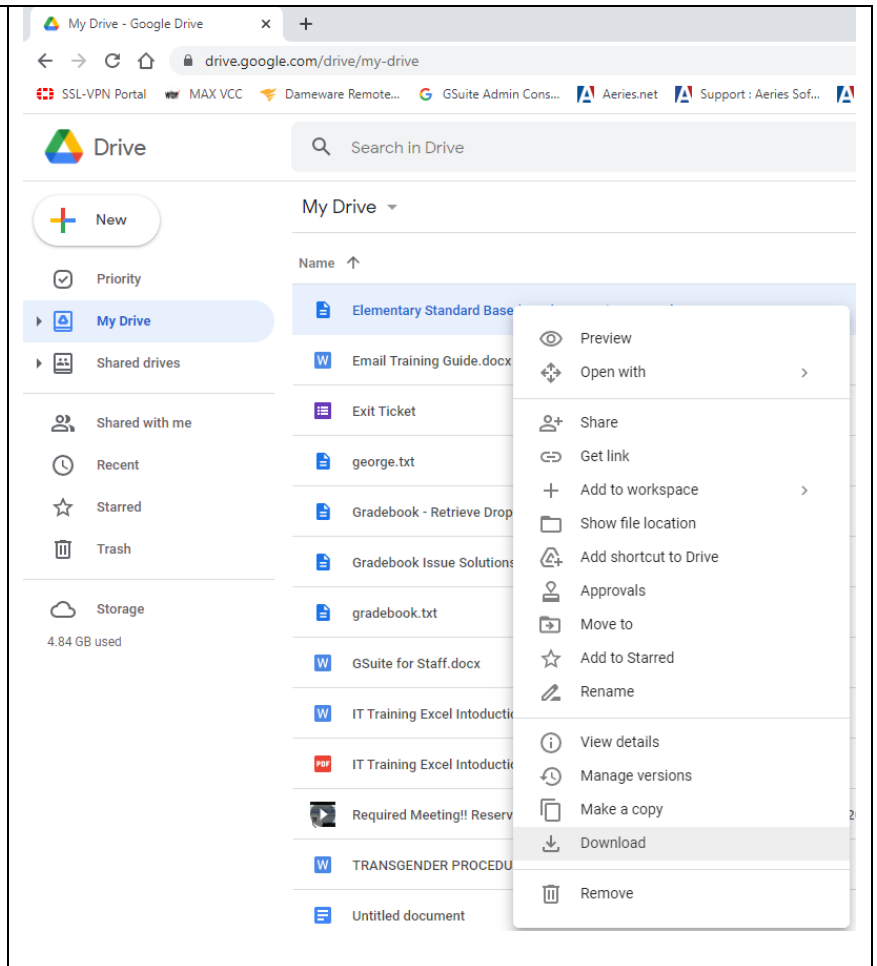 My Drive - Google Drive
drive.google.com/drive/my-drive
SSL-VPN Portal MAX VCC Dameware Remote... G GSuite Admin Cons... Aeries.net Support : Aeries Sof...
Drive Search in Drive
New
My Drive
Name
Priority
My Drive
Shared drives
Shared with me
Recent
Starred
Trash
Storage
4.84 GB used
Elementary Standard Base
W Email Training Guide.docx
Exit Ticket
george.txt
Gradebook - Retrieve Drop
Gradebook Issue Solutions
gradebook.txt
W GSuite for Staff.docx
W IT Training Excel Intoductio
PDF IT Training Excel Intoductio
Required Meeting!! Reserv
W TRANSGENDER PROCEDU
Untitled document
Preview
Open with
Share
Get link
Add to workspace
Show file location
Add shortcut to Drive
Approvals
Move to
Add to Starred
Rename
View details
Manage versions
Make a copy
Download
Remove